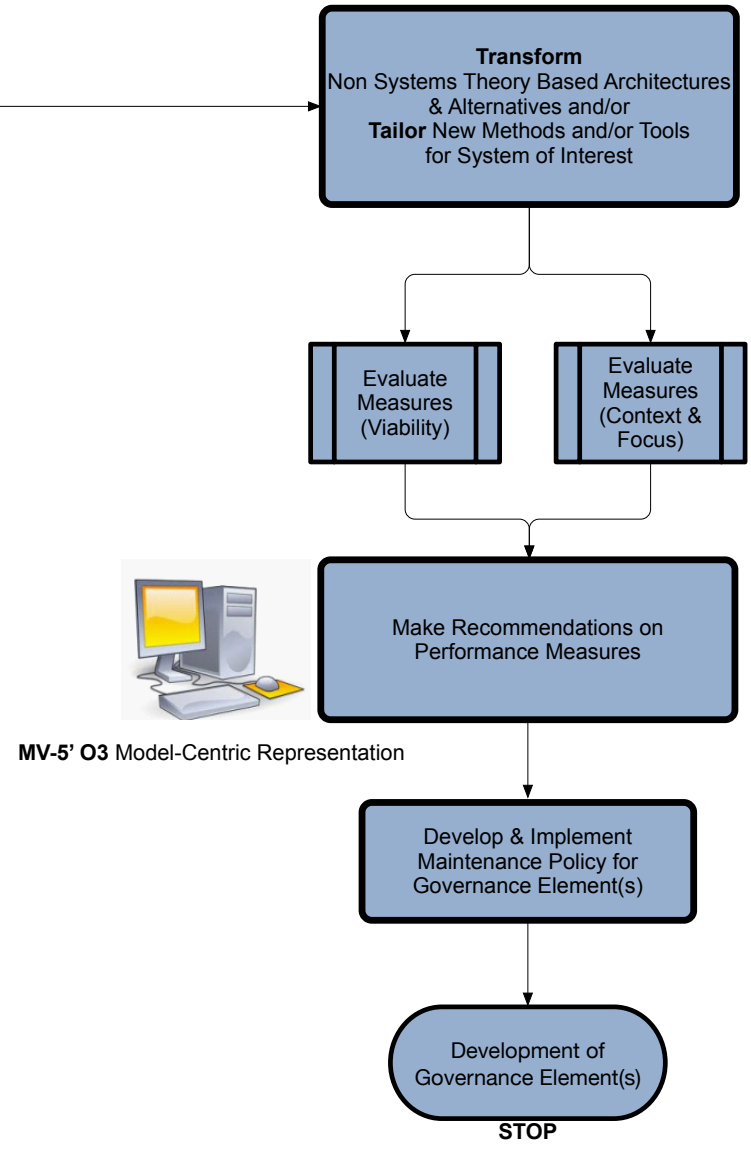 Transform
Non Systems Theory Based Architectures
& Alternatives and/or
Tailor New Methods and/or Tools
for System of Interest
Evaluate
Measures
(Viability)
Evaluate
Measures
(Context &
Focus)
Make Recommendations on
Performance Measures
MV-5’ O3 Model-Centric Representation
Develop & Implement
Maintenance Policy for
Governance Element(s)
Development of
Governance Element(s)
STOP